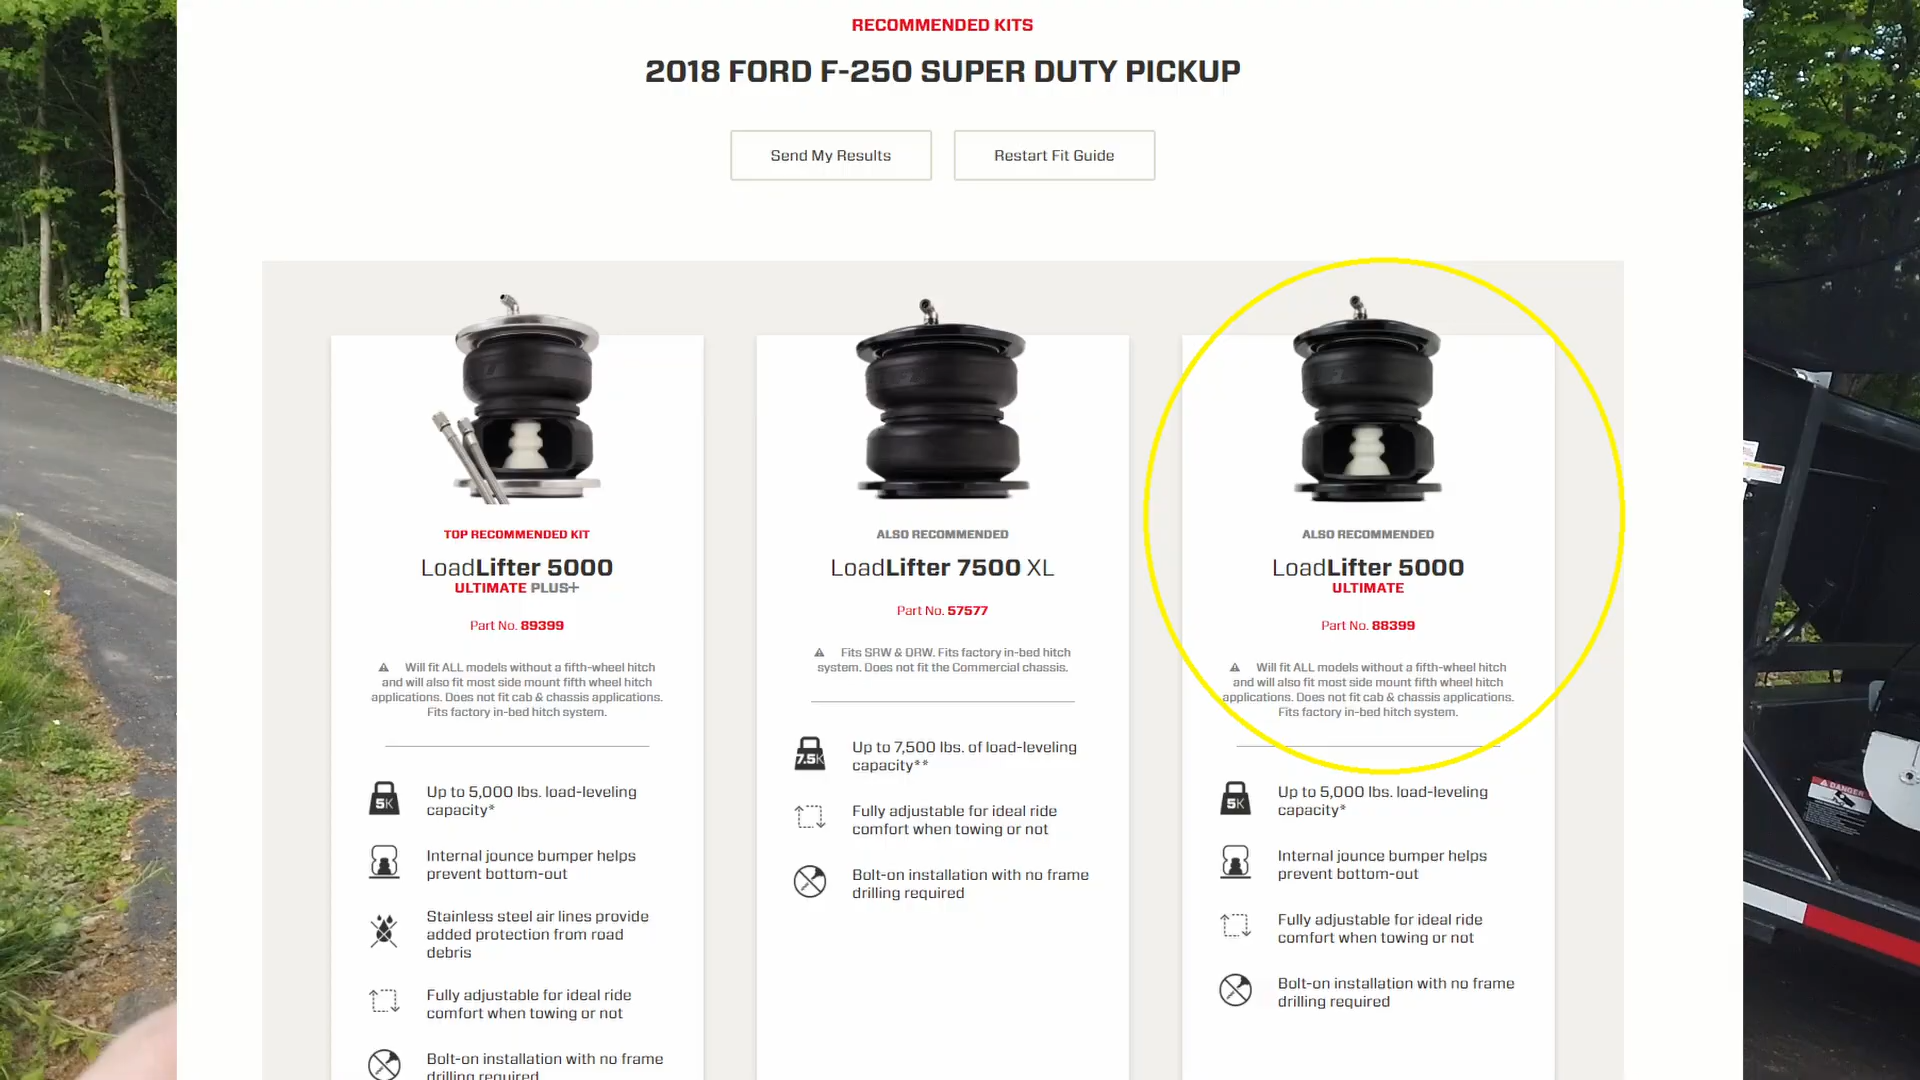 RECOMMENDED KITS
2018 FORD F-250 SUPER DUTY PICKUP
Send My Results
Restart Fit Guide
TOP RECOMMENDED KIT
LoadLifter 5000
ULTIMATE PLUS+
Part No. 89399
Will fit ALL models without a fifth-wheel hitch
and will also fit most side mount fifth wheel hitch
applications. Does not fit cab & chassis applications.
Fits factory in-bed hitch system.
5K
Up to 5,000 lbs. load-leveling
capacity*
Internal jounce bumper helps
prevent bottom-out
Stainless steel air lines provide
added protection from road
debris
Fully adjustable for ideal ride
comfort when towing or not
Bolt-on installation with no frame
drilling required
ALSO RECOMMENDED
LoadLifter 7500 XL
Part No. 57577
Fits SRW & DRW. Fits factory in-bed hitch
system. Does not fit the Commercial chassis.
7.5K
Up to 7,500 lbs. of load-leveling
capacity**
Fully adjustable for ideal ride
comfort when towing or not
Bolt-on installation with no frame
drilling required
ALSO RECOMMENDED
LoadLifter 5000
ULTIMATE
Part No. 88399
Will fit ALL models without a fifth-wheel hitch
and will also fit most side mount fifth wheel hitch
applications. Does not fit cab & chassis applications.
Fits factory in-bed hitch system.
5K
Up to 5,000 lbs. load-leveling
capacity*
Internal jounce bumper helps
prevent bottom-out
Fully adjustable for ideal ride
comfort when towing or not
Bolt-on installation with no frame
drilling required
DANGER